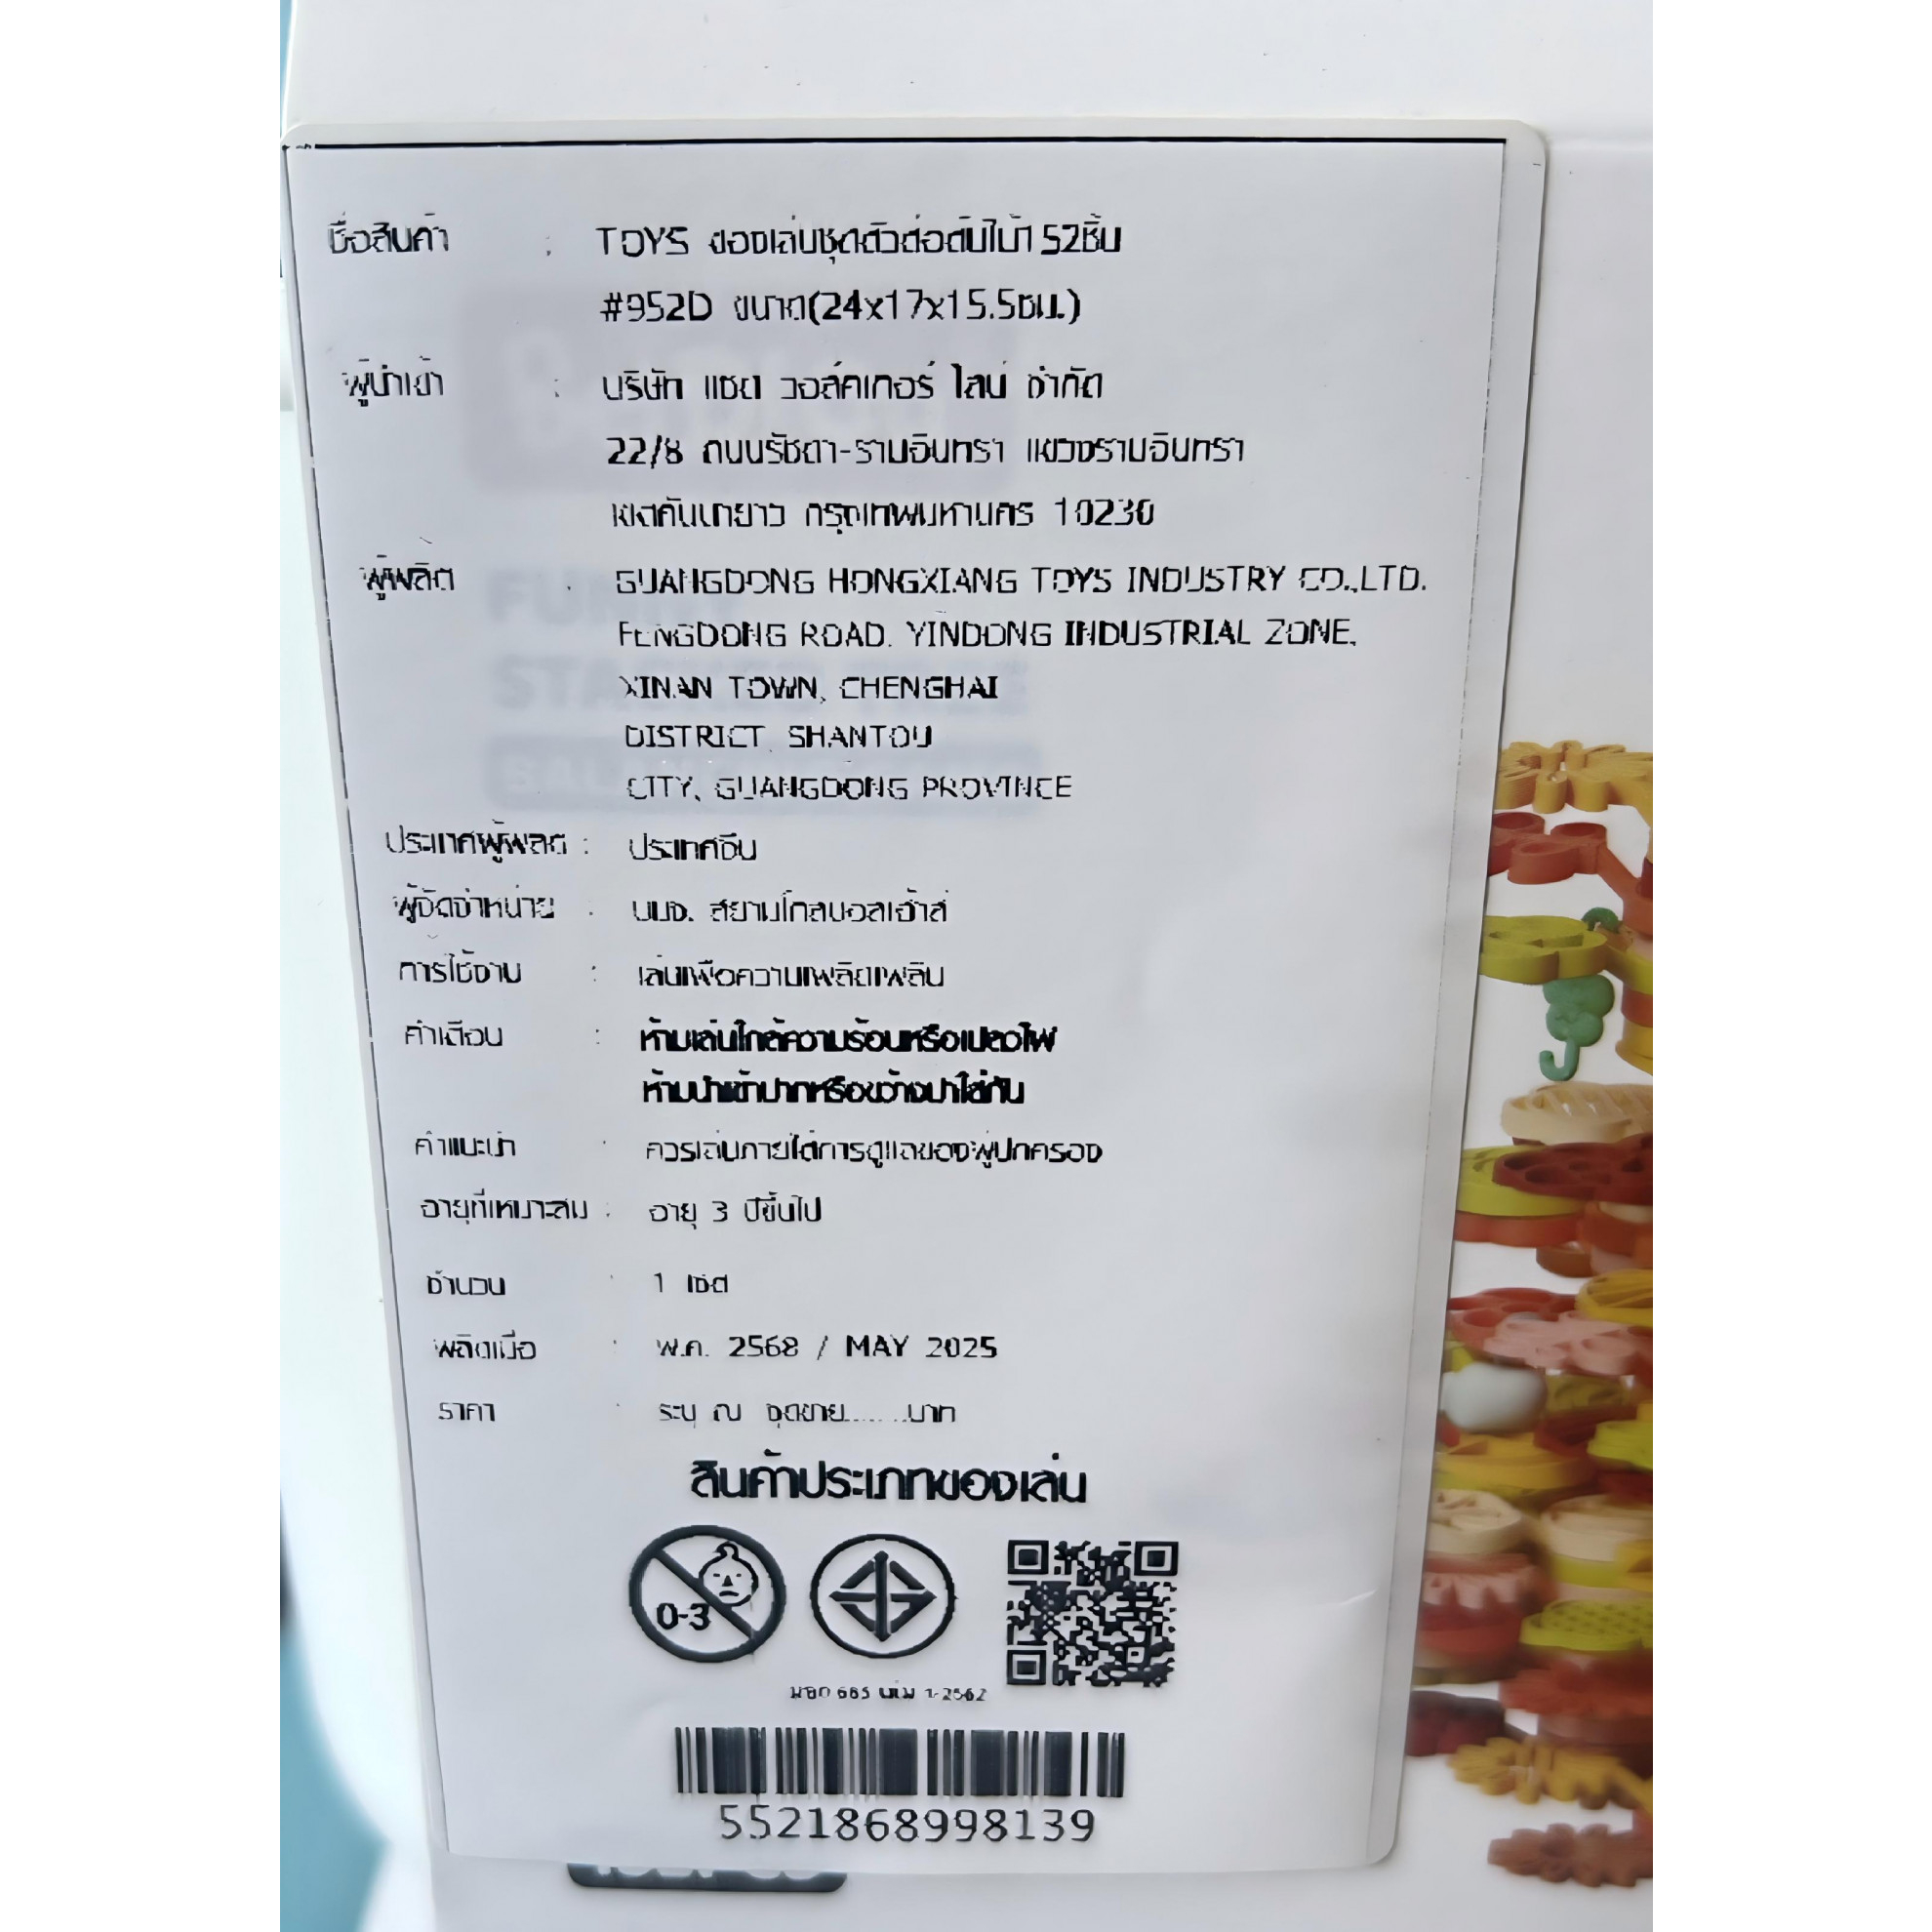 ชื่อสินค้า : TOYS ของเล่นชุดตัวต่อต้นไม้152ชิ้น
#952D ขนาด(24x17x15.5ซม.)
ผู้นำเข้า : บริษัท แซด วอล์คเกอร์ ไลน์ จำกัด
22/8 ถนนรัชดา-รามอินทรา แขวงรามอินทรา
เขตคันนายาว กรุงเทพมหานคร 10230
ผู้ผลิต : GUANGDONG HONGXIANG TOYS INDUSTRY CO.,LTD.
FENGDONG ROAD, YINDONG INDUSTRIAL ZONE,
XINAN TOWN, CHENGHAI
DISTRICT, SHANTOU
CITY, GUANGDONG PROVINCE
ประเทศผู้ผลิต : ประเทศจีน
ผู้จัดจำหน่าย : บมจ. สยามโกลบอลเฮ้าส์
การใช้งาน : เล่นเพื่อความเพลิดเพลิน
คำเตือน : ห้ามเล่นใกล้ความร้อนหรือเปลวไฟ
ห้ามนำเข้าปากหรือขว้างปาใส่กัน
คำแนะนำ : ควรเล่นภายใต้การดูแลของผู้ปกครอง
อายุที่เหมาะสม : อายุ 3 ปีขึ้นไป
จำนวน : 1 เซต
ผลิตเมื่อ : พ.ค. 2568 / MAY 2025
ราคา : ระบุ ณ จุดขาย........บาท
สินค้าประเภทของเล่น
0-3
มอก 685 เล่ม 1-2562
5521868998139